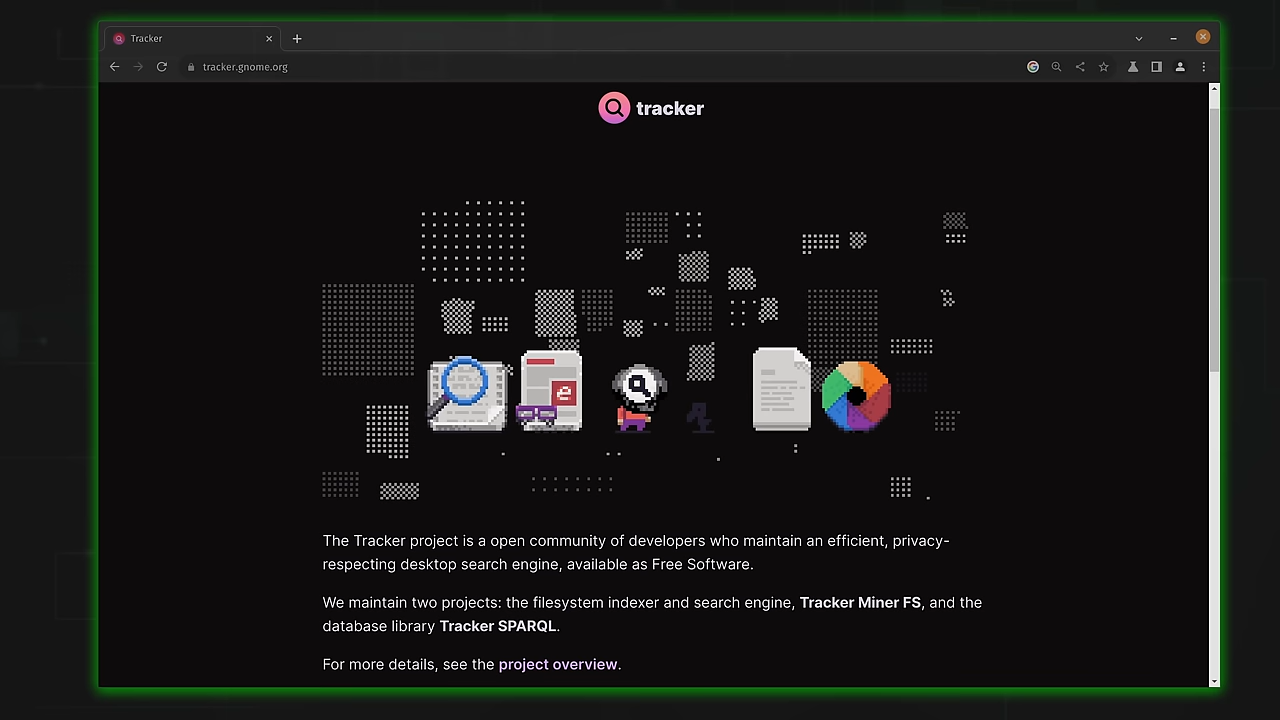 Tracker
tracker.gnome.org
tracker
e
The Tracker project is a open community of developers who maintain an efficient, privacy-
respecting desktop search engine, available as Free Software.
We maintain two projects: the filesystem indexer and search engine, Tracker Miner FS, and the
database library Tracker SPARQL.
For more details, see the project overview.